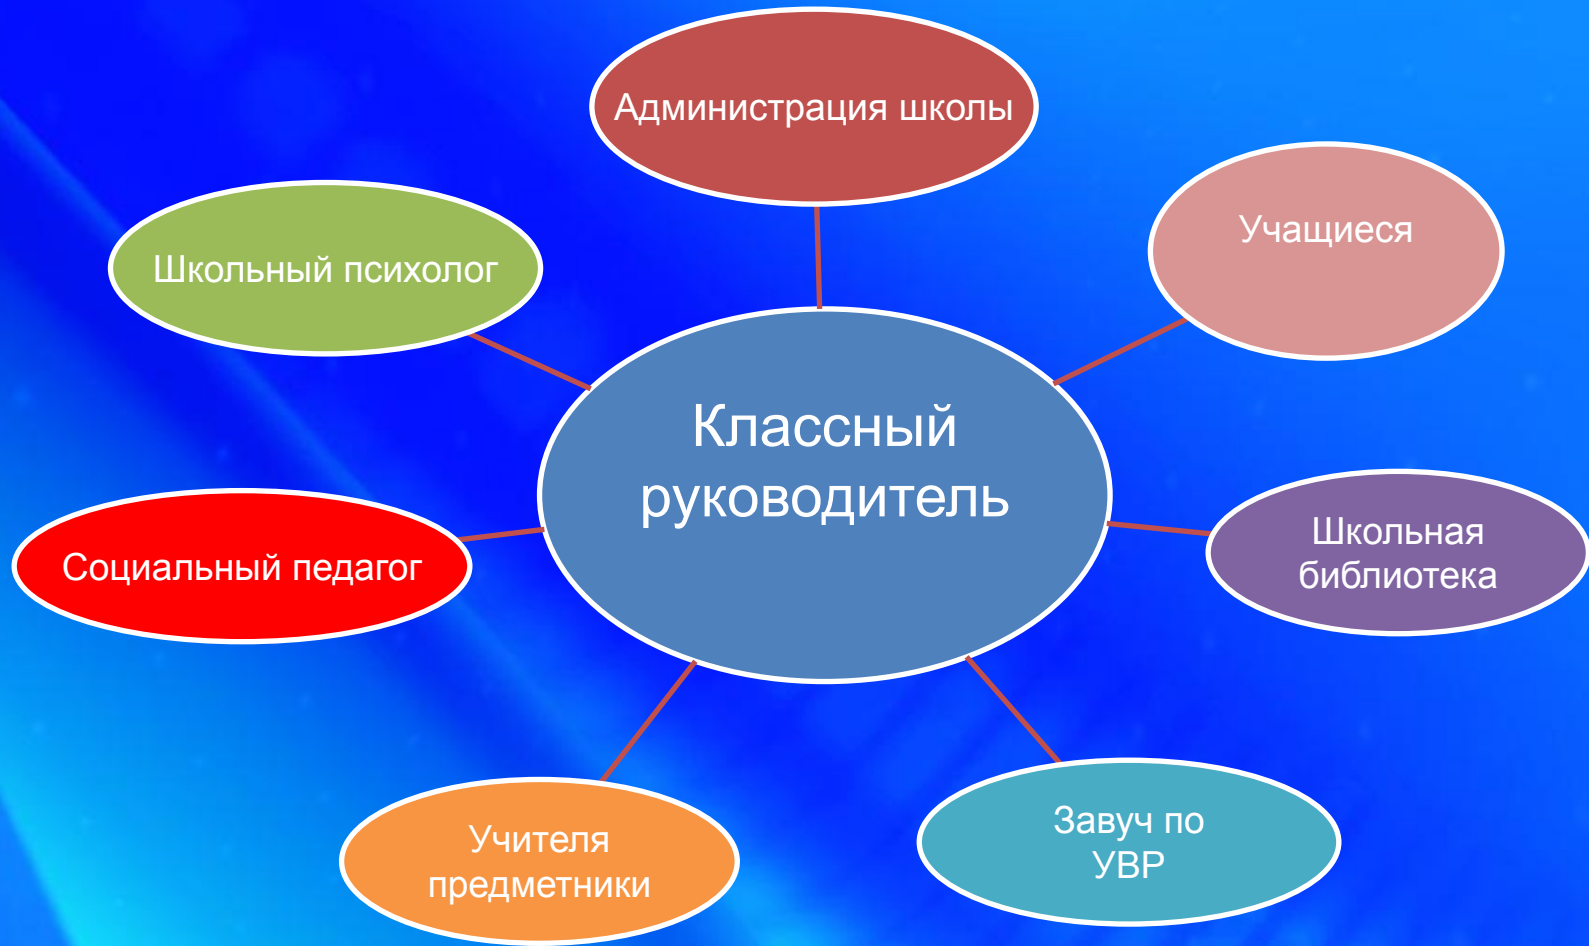 Администрация школы
Учащиеся
Школьный психолог
Классный
руководитель
Школьная
библиотека
Социальный педагог
Завуч по
УВР
Учителя
предметники